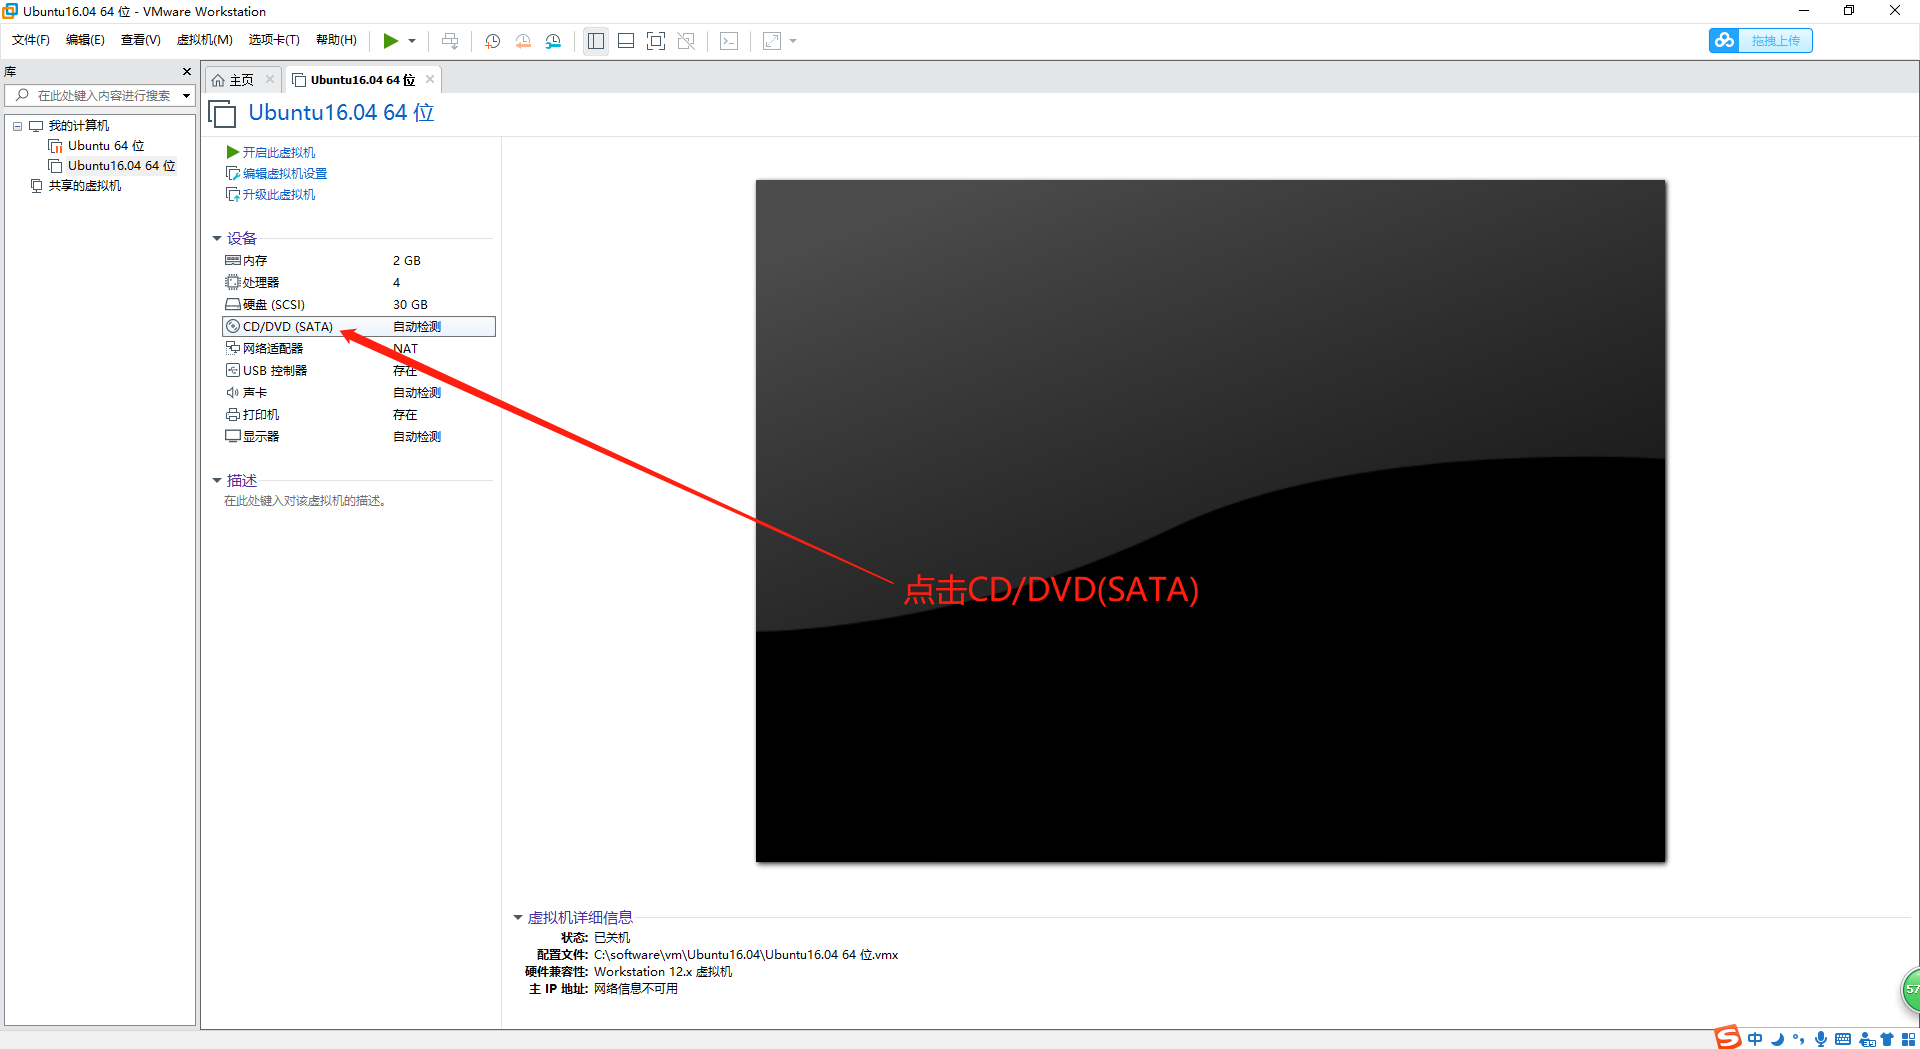 Ubuntu16.04 64 位 - VMware Workstation
文件(F) 编辑(E) 查看(V) 虚拟机(M) 选项卡(T) 帮助(H)
拖拽上传
库
在此处键入内容进行搜索
我的计算机
Ubuntu 64 位
Ubuntu16.04 64 位
共享的虚拟机
主页 Ubuntu16.04 64 位
Ubuntu16.04 64 位
开启此虚拟机
编辑虚拟机设置
升级此虚拟机
设备
内存 2 GB
处理器 4
硬盘 (SCSI) 30 GB
CD/DVD (SATA) 自动检测
网络适配器 NAT
USB 控制器 存在
声卡 自动检测
打印机 存在
显示器 自动检测
描述
在此处键入对该虚拟机的描述。
点击CD/DVD(SATA)
虚拟机详细信息
状态: 已关机
配置文件: C:\software\vm\Ubuntu16.04\Ubuntu16.04 64 位.vmx
硬件兼容性: Workstation 12.x 虚拟机
主 IP 地址: 网络信息不可用
57
中